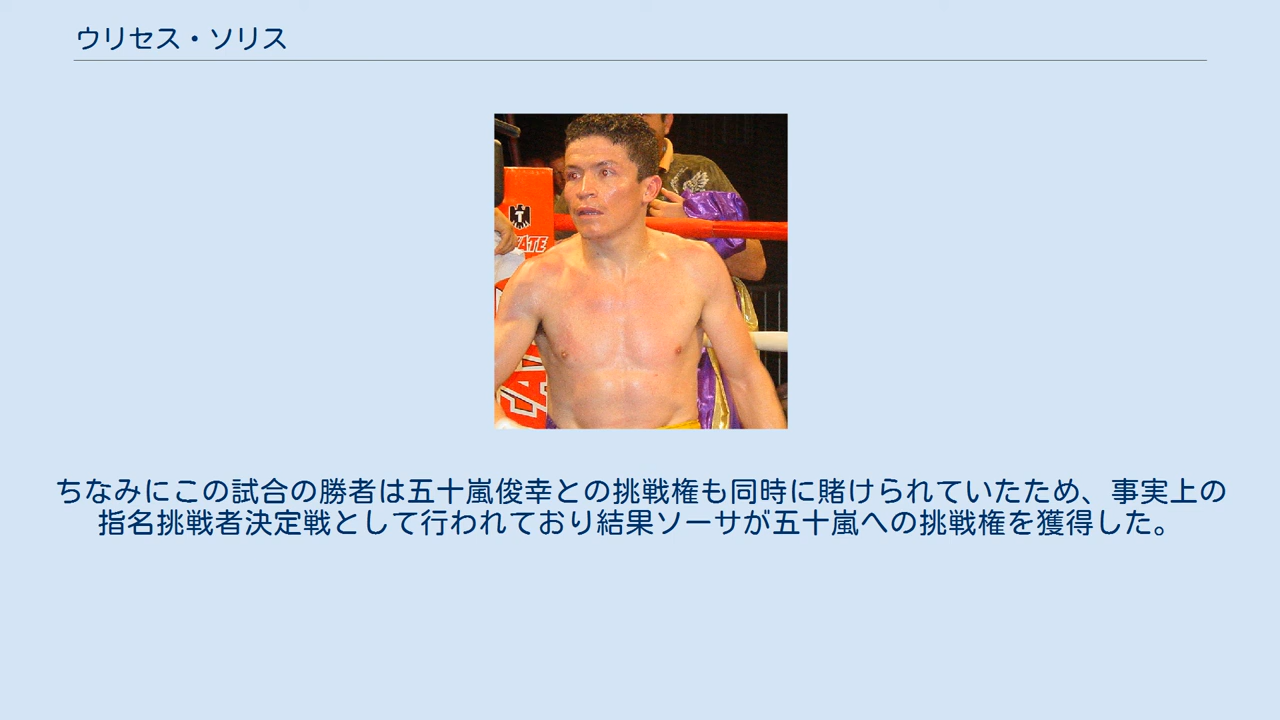 ウリセス・ソリス
ATE
ちなみにこの試合の勝者は五十嵐俊幸との挑戦権も同時に賭けられていたため、事実上の
指名挑戦者決定戦として行われており結果ソーサが五十嵐への挑戦権を獲得した。